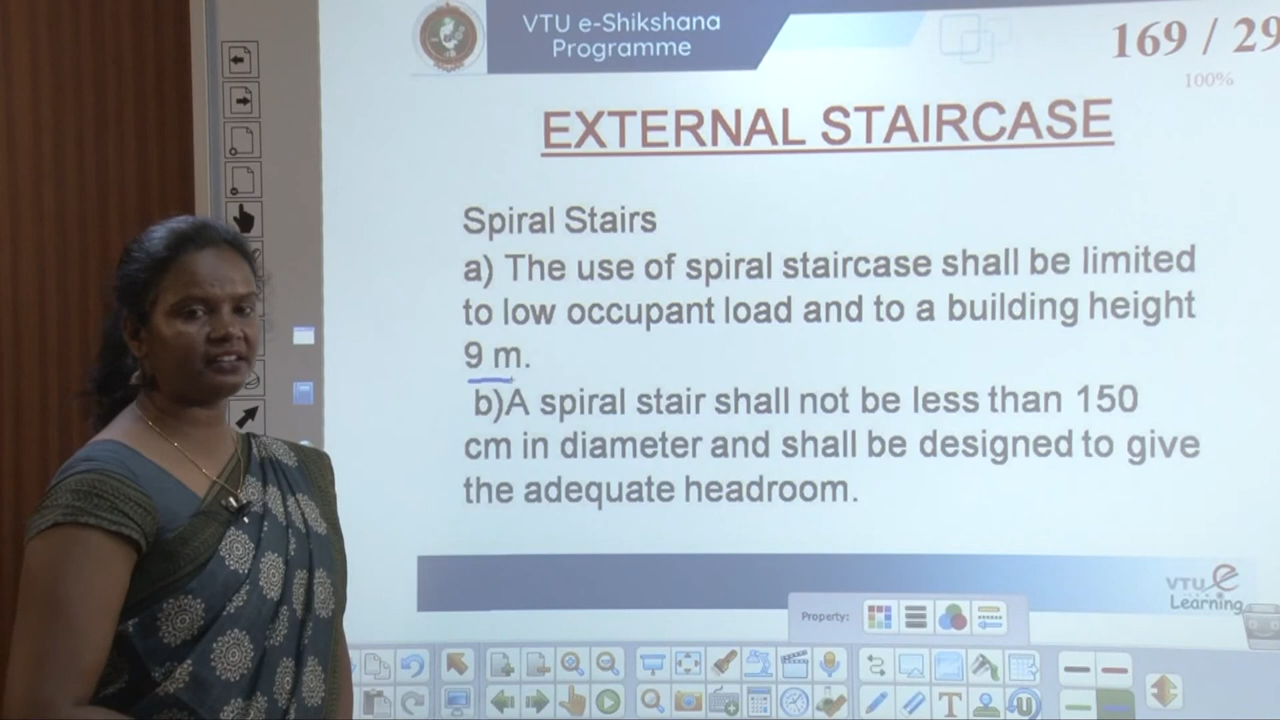 VTU e-Shikshana
Programme
169 / 29
100%
EXTERNAL STAIRCASE
Spiral Stairs
a) The use of spiral staircase shall be limited
to low occupant load and to a building height
9 m.
b)A spiral stair shall not be less than 150
cm in diameter and shall be designed to give
the adequate headroom.
VTU e
Learning
Property: